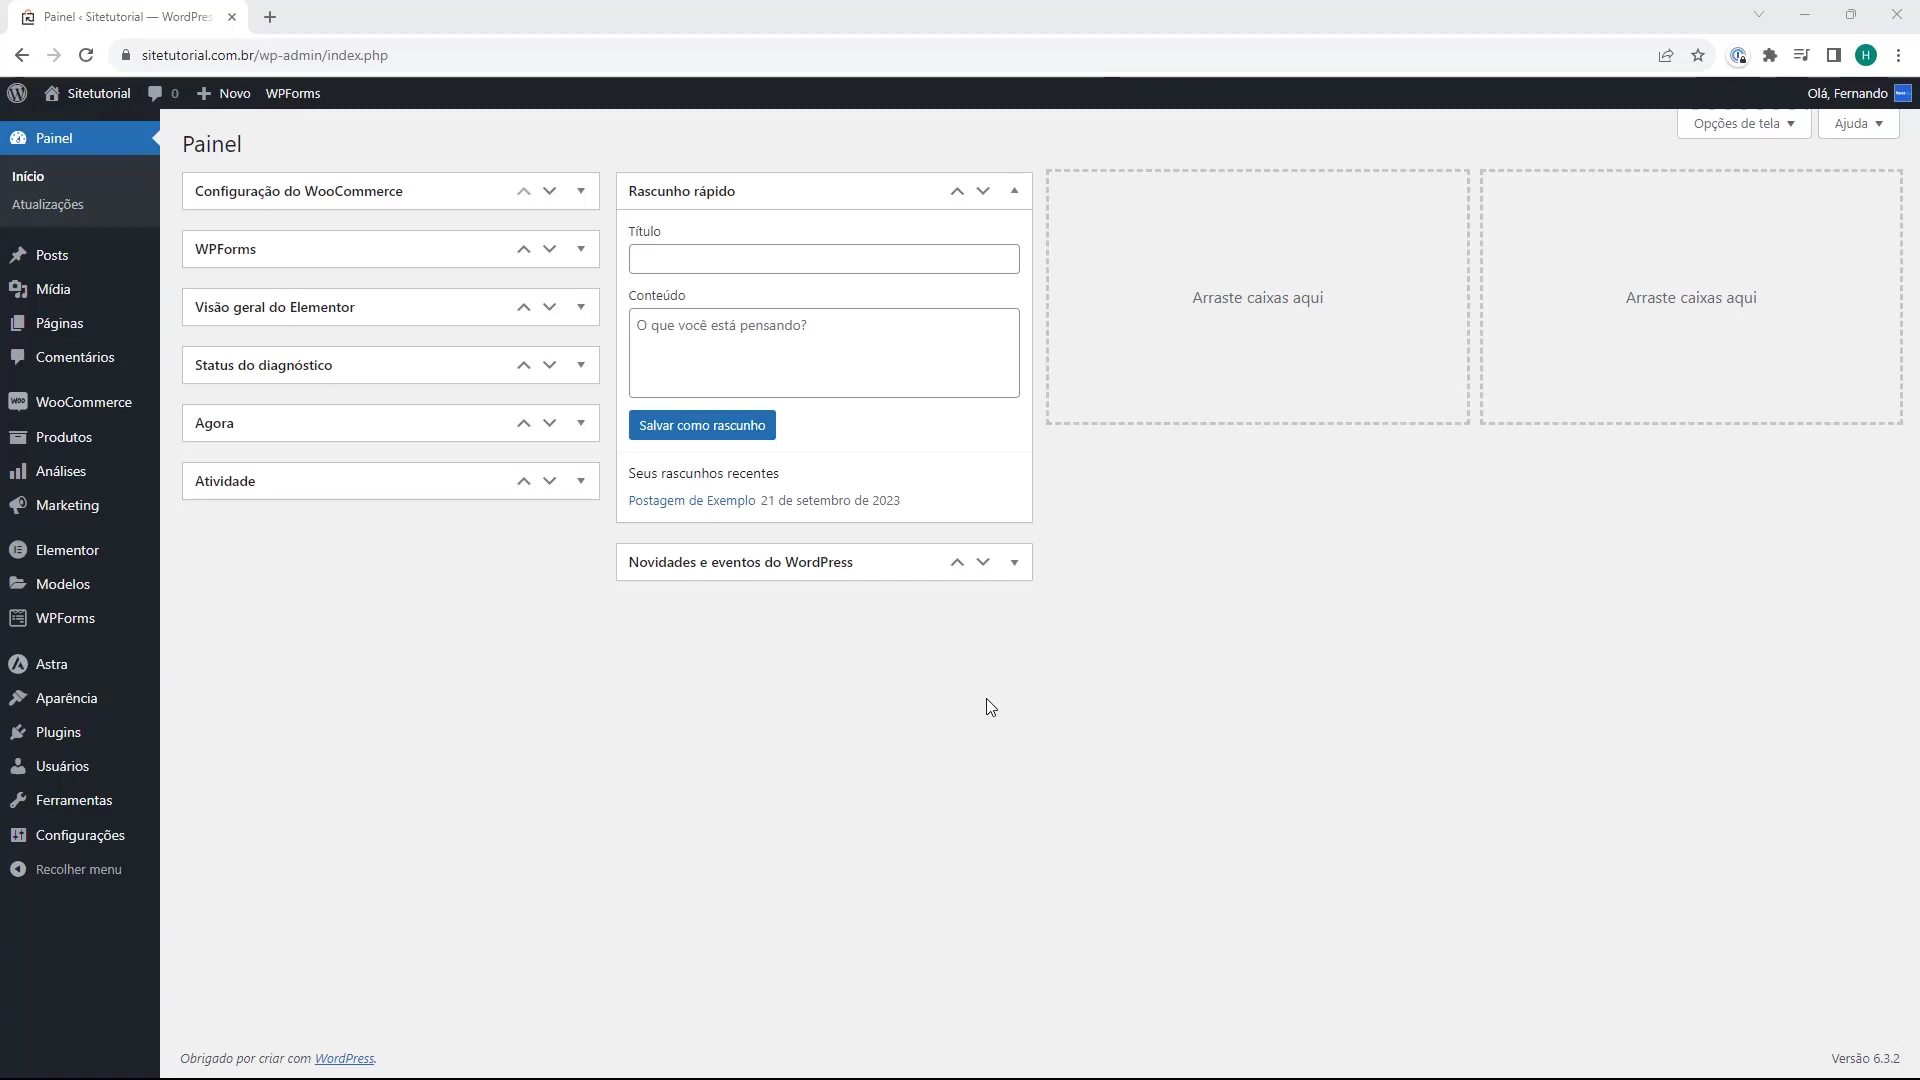 Painel ‹ Sitetutorial — WordPres
sitetutorial.com.br/wp-admin/index.php
H
Sitetutorial
0
Novo
WPForms
Olá, Fernando
Painel
Início
Atualizações
Posts
Mídia
Páginas
Comentários
WooCommerce
Produtos
Análises
Marketing
Elementor
Modelos
WPForms
Astra
Aparência
Plugins
Usuários
Ferramentas
Configurações
Recolher menu
Opções de tela
Ajuda
Painel
Configuração do WooCommerce
WPForms
Visão geral do Elementor
Status do diagnóstico
Agora
Atividade
Rascunho rápido
Título
Conteúdo
O que você está pensando?
Salvar como rascunho
Seus rascunhos recentes
Postagem de Exemplo 21 de setembro de 2023
Novidades e eventos do WordPress
Arraste caixas aqui
Arraste caixas aqui
Obrigado por criar com WordPress.
Versão 6.3.2